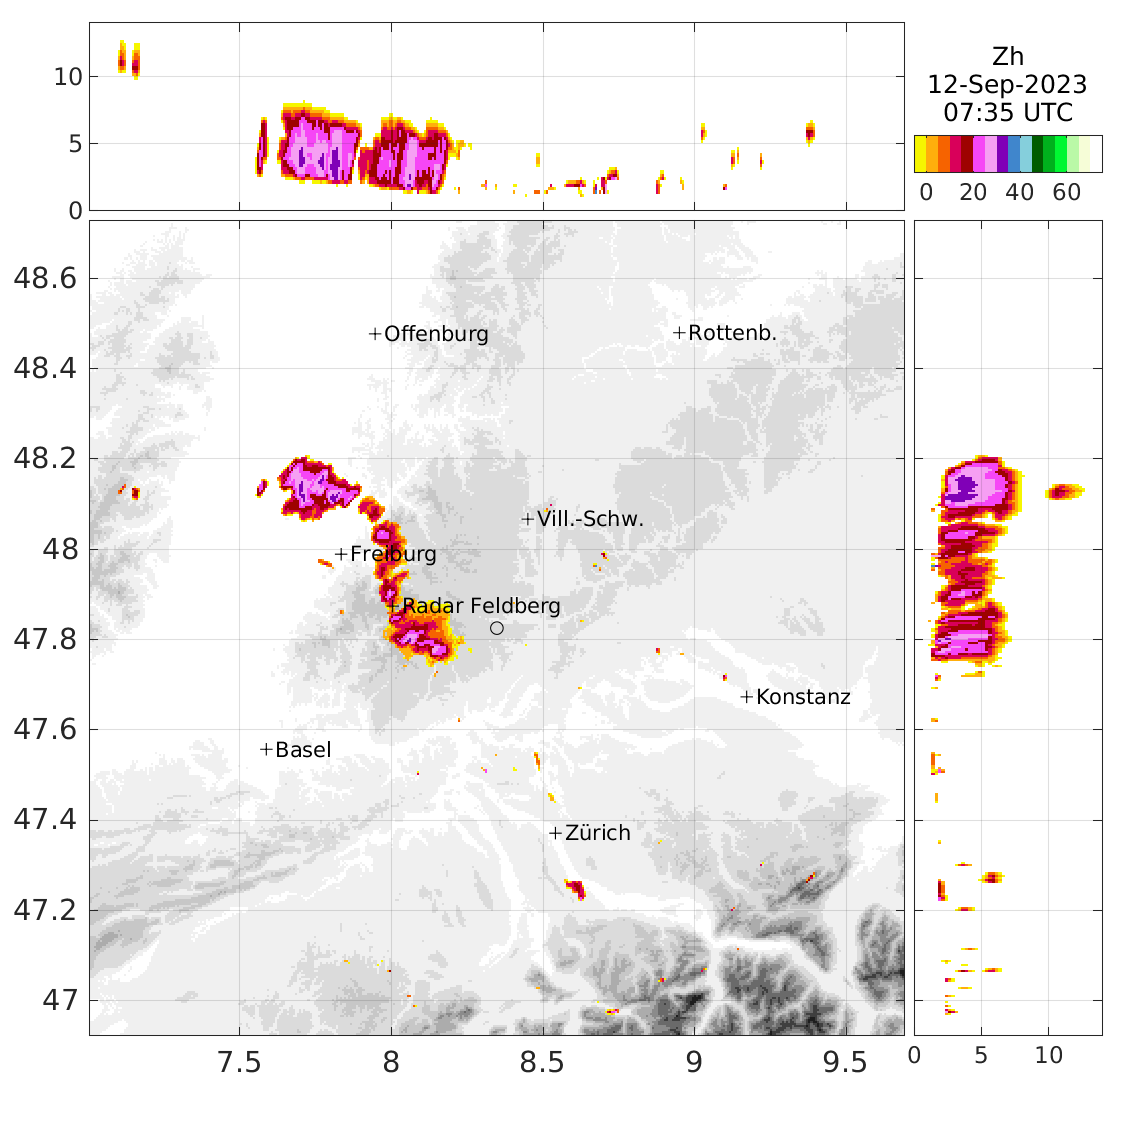 Zh
12-Sep-2023
07:35 UTC
10
5
0
0 20 40 60
48.6
48.4
48.2
48
47.8
47.6
47.4
47.2
47
Offenburg
Rottenb.
Vill.-Schw.
Freiburg
Radar Feldberg
Konstanz
Basel
Zürich
7.5 8 8.5 9 9.5
0 5 10